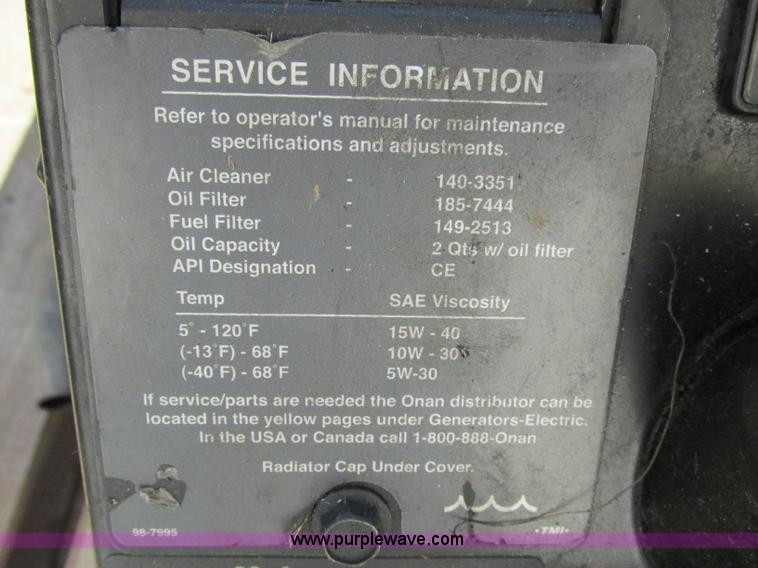 SERVICE INFORMATION
Refer to operator's manual for maintenance
specifications and adjustments.
Air Cleaner - 140-3351
Oil Filter - 185-7444
Fuel Filter - 149-2513
Oil Capacity - 2 Qts w/ oil filter
API Designation - CE
Temp SAE Viscosity
5° - 120°F 15W - 40
(-13°F) - 68°F 10W - 30
(-40°F) - 68°F 5W-30
If service/parts are needed the Onan distributor can be
located in the yellow pages under Generators-Electric.
In the USA or Canada call 1-800-888-Onan
Radiator Cap Under Cover.
98-7995 -TMI-
www.purplewave.com